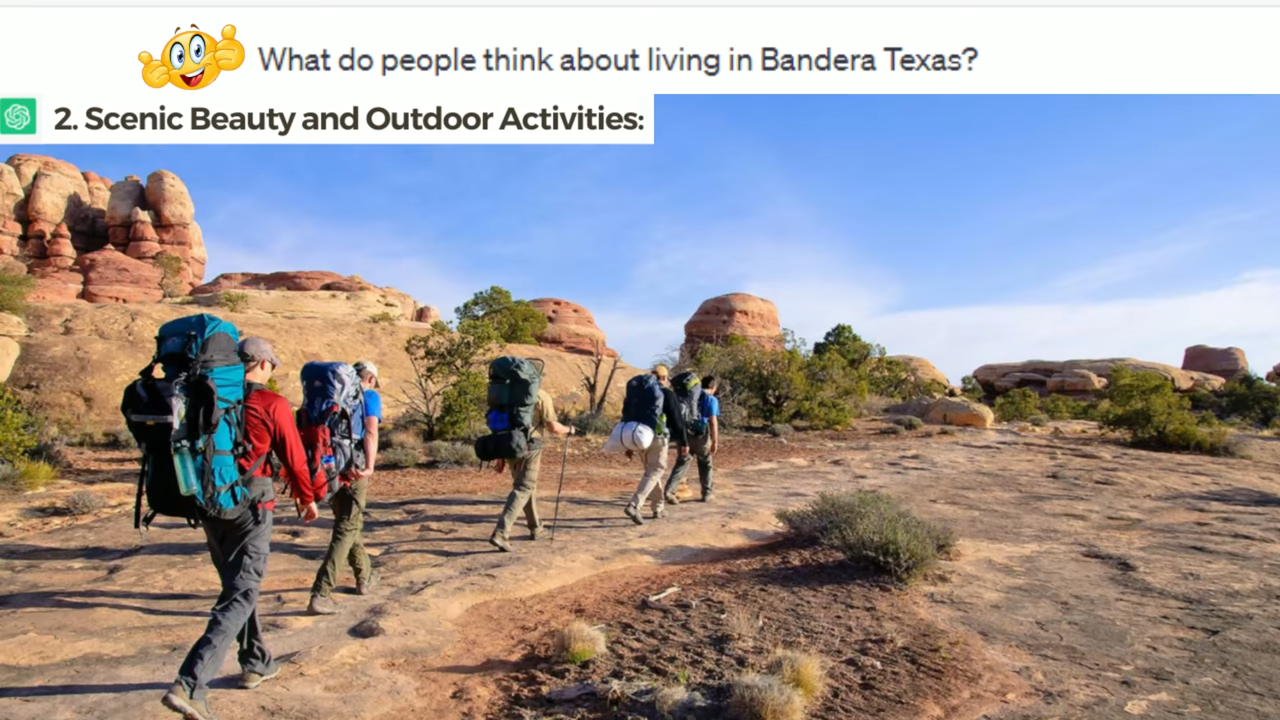 What do people think about living in Bandera Texas?
2. Scenic Beauty and Outdoor Activities: